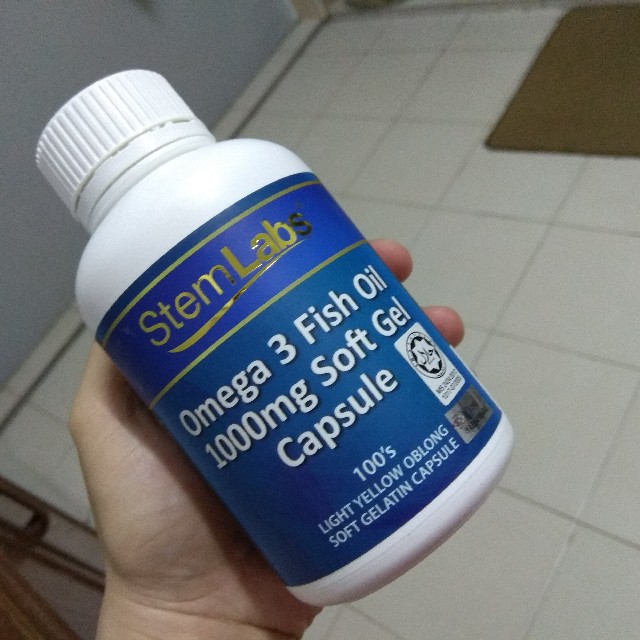 StemLabs
Omega 3 Fish Oil
1000mg Soft Gel
Capsule
100's
LIGHT YELLOW OBLONG
SOFT GELATIN CAPSULE